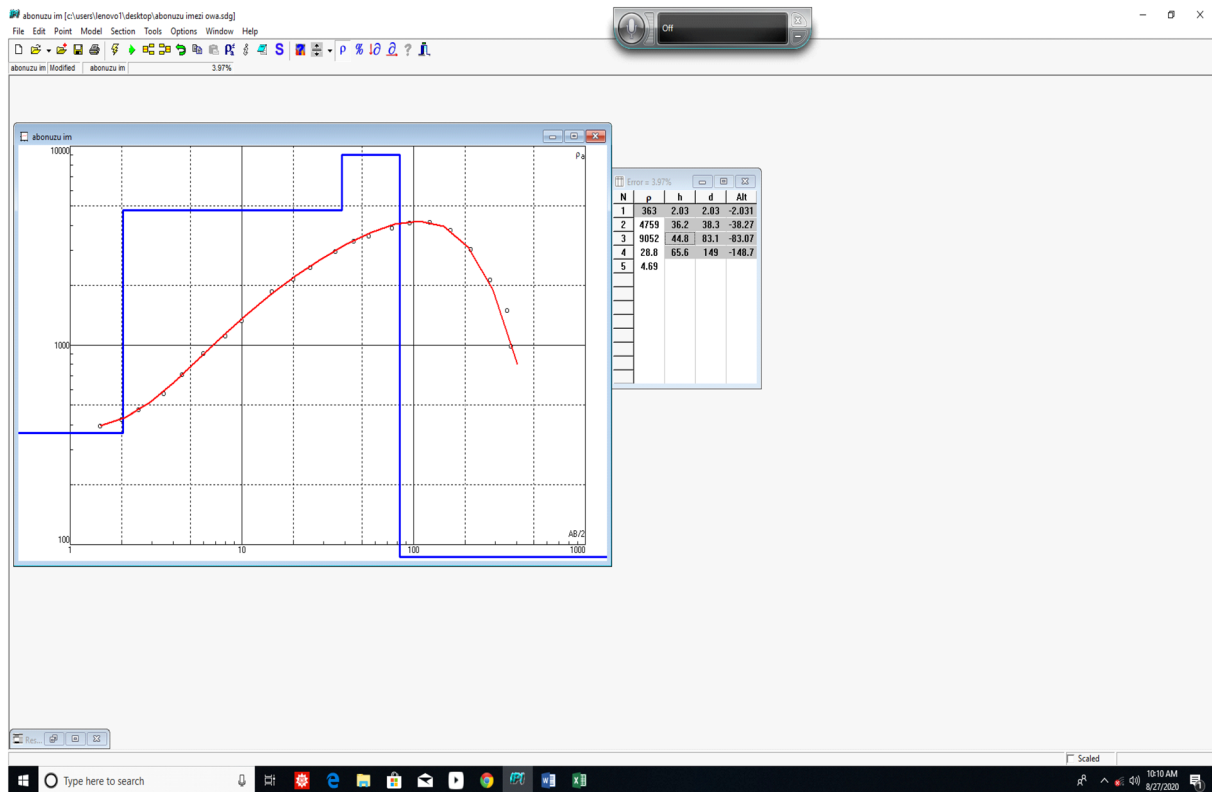 abonuzu im [c\users\lenovo1\desktop\abonuzu imezi owa.sdg]
Off
File Edit Point Model Section Tools Options Window Help
ρ % ?
abonuzu im Modified abonuzu im 3.97%
abonuzu im
10000
ρa
1000
100
AB/2
1 10 100 1000
Error = 3.97%
N ρ h d Alt
1 363 2.03 2.03 -2.031
2 4759 36.2 38.3 -38.27
3 9052 44.8 83.1 -83.07
4 28.8 65.6 149 -148.7
5 4.69
Res...
Scaled
Type here to search
10:10 AM
8/27/2020